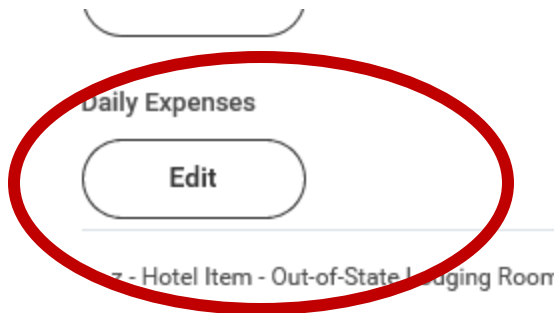 Daily Expenses
Edit
z - Hotel Item - Out-of-State Lodging Room